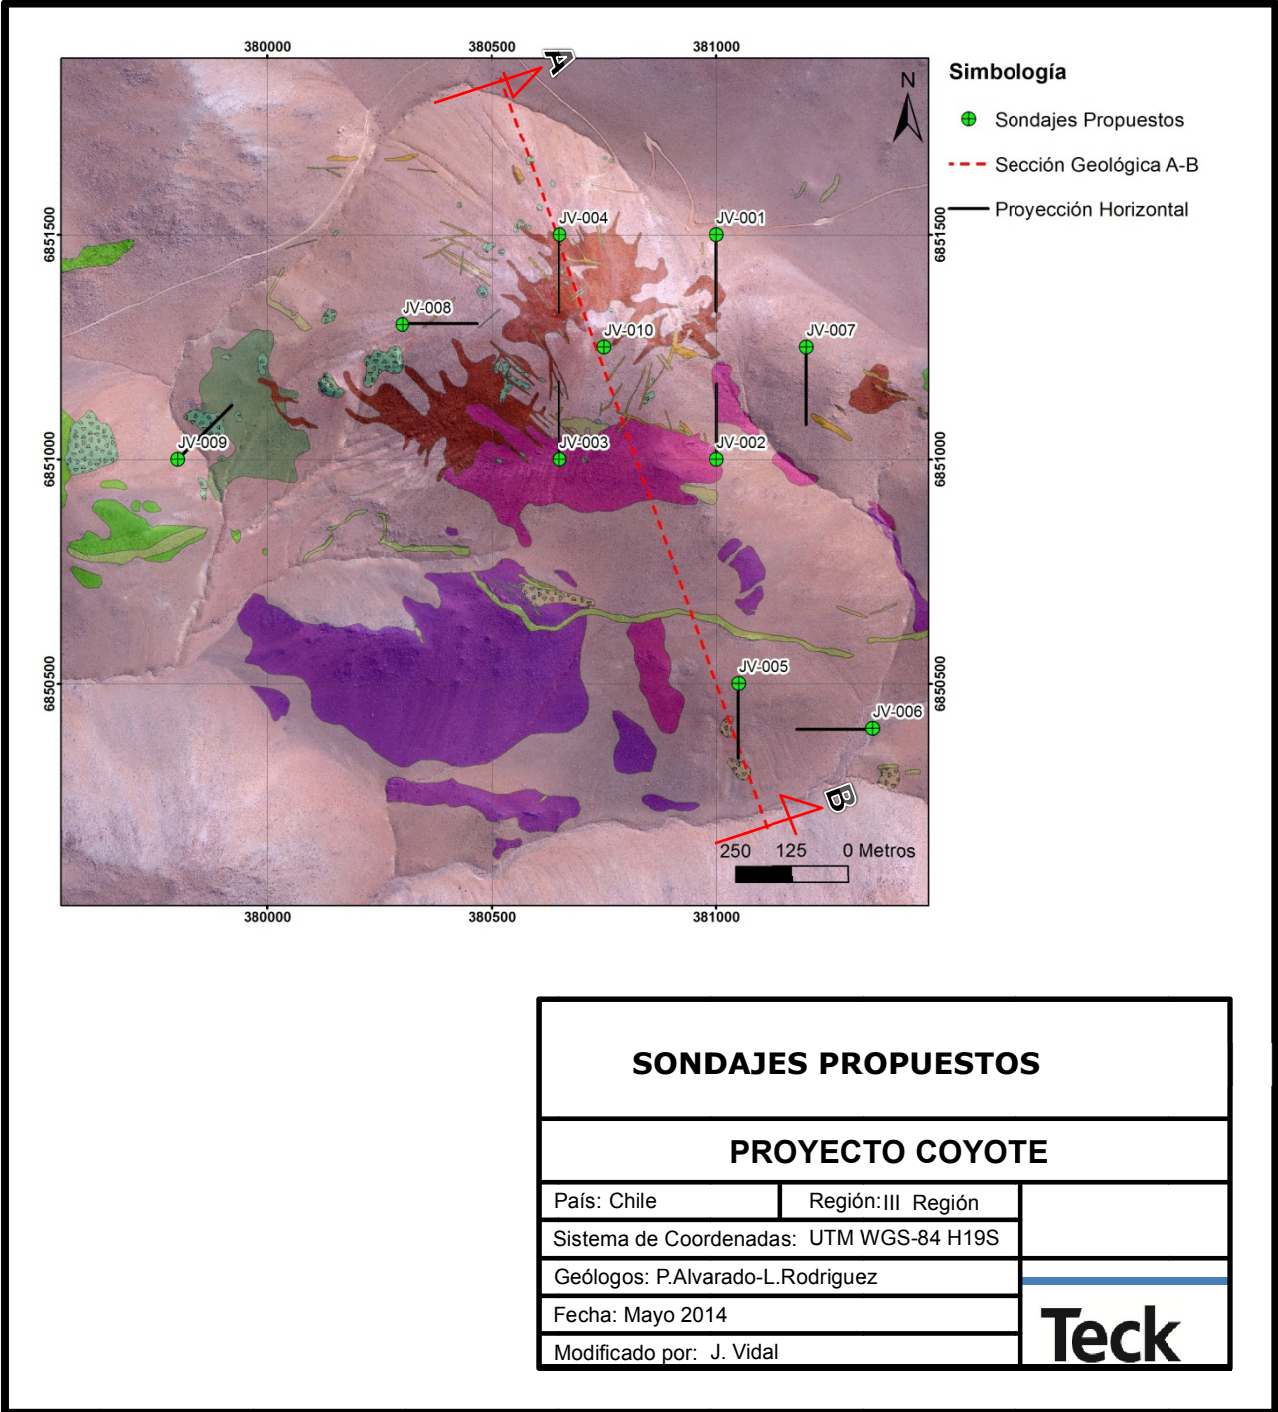 380000 380500 381000
A
N
Simbología
Sondajes Propuestos
Sección Geológica A-B
Proyección Horizontal
6851500
6851500
JV-004
JV-001
JV-008
JV-010
JV-007
6851000
6851000
JV-009
JV-003
JV-002
6850500
6850500
JV-005
JV-006
B
250 125 0 Metros
380000 380500 381000
SONDAJES PROPUESTOS
PROYECTO COYOTE
País: Chile Región: III Región
Sistema de Coordenadas: UTM WGS-84 H19S
Geólogos: P.Alvarado-L.Rodriguez
Fecha: Mayo 2014
Modificado por: J. Vidal
Teck